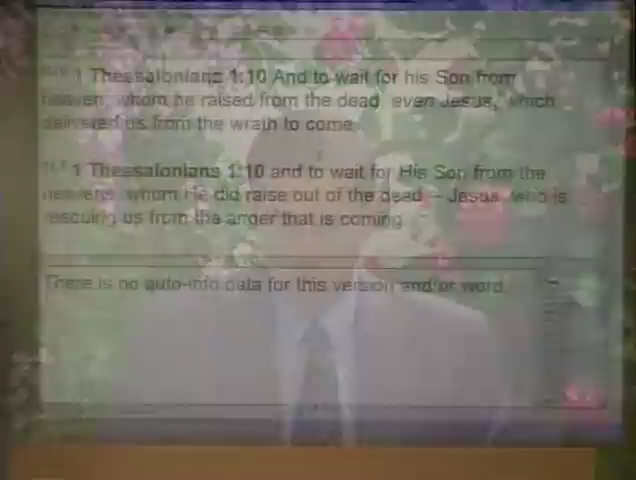 1 Thessalonians 1:10 And to wait for his Son from
heaven, whom he raised from the dead even Jesus, which
delivered us from the wrath to come
1 Thessalonians 1:10 and to wait for His Son from the
heavens, whom He did raise out of the dead -- Jesus, who is
rescuing us from the anger that is coming
There is no auto-info data for this version and/or word.